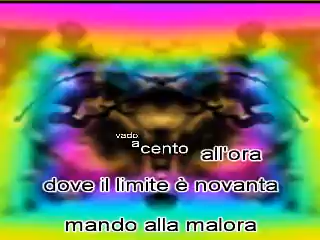 vado
a cento all'ora
dove il limite è novanta
mando alla malora